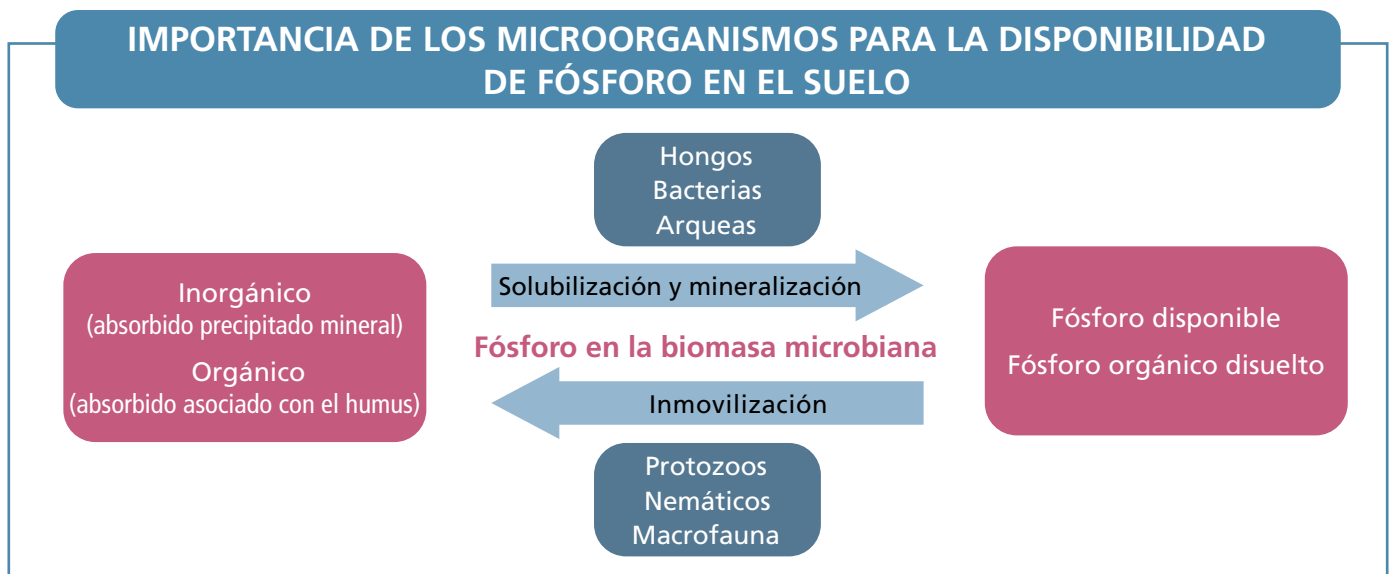 IMPORTANCIA DE LOS MICROORGANISMOS PARA LA DISPONIBILIDAD
DE FÓSFORO EN EL SUELO
Hongos
Bacterias
Arqueas
Inorgánico
(absorbido precipitado mineral)
Orgánico
(absorbido asociado con el humus)
Solubilización y mineralización
Fósforo en la biomasa microbiana
Inmovilización
Fósforo disponible
Fósforo orgánico disuelto
Protozoos
Nemáticos
Macrofauna